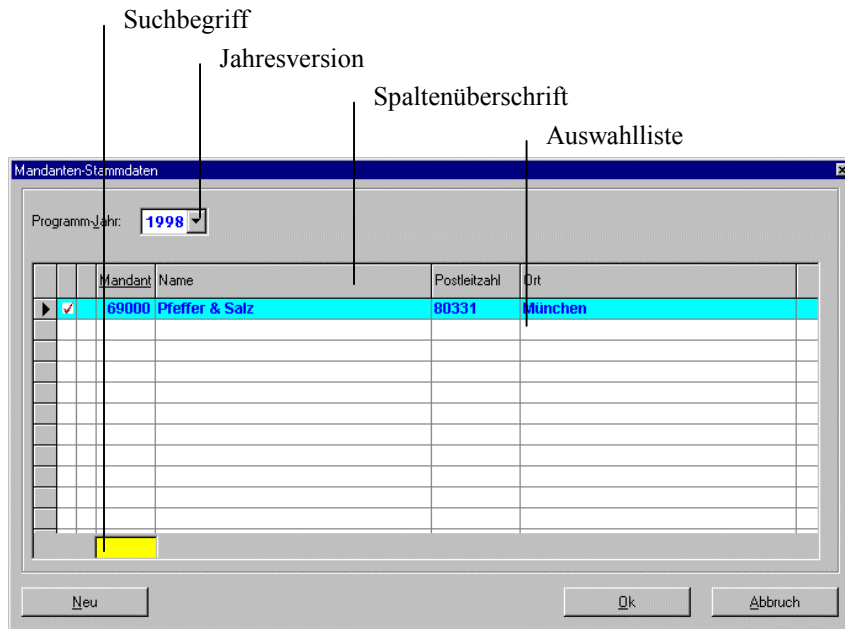 Suchbegriff
Jahresversion
Spaltenüberschrift
Auswahlliste
Mandanten-Stammdaten
Programm-Jahr: 1998
Mandant Name Postleitzahl Ort
69000 Pfeffer & Salz 80331 München
Neu Ok Abbruch